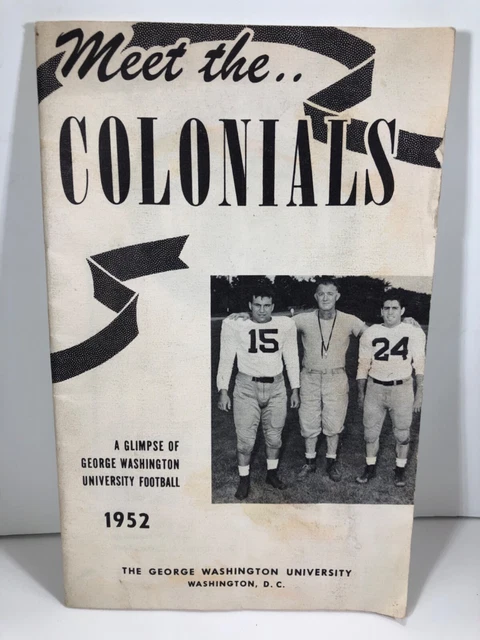 Meet the..
COLONIALS
15
24
A GLIMPSE OF
GEORGE WASHINGTON
UNIVERSITY FOOTBALL
1952
THE GEORGE WASHINGTON UNIVERSITY
WASHINGTON, D. C.